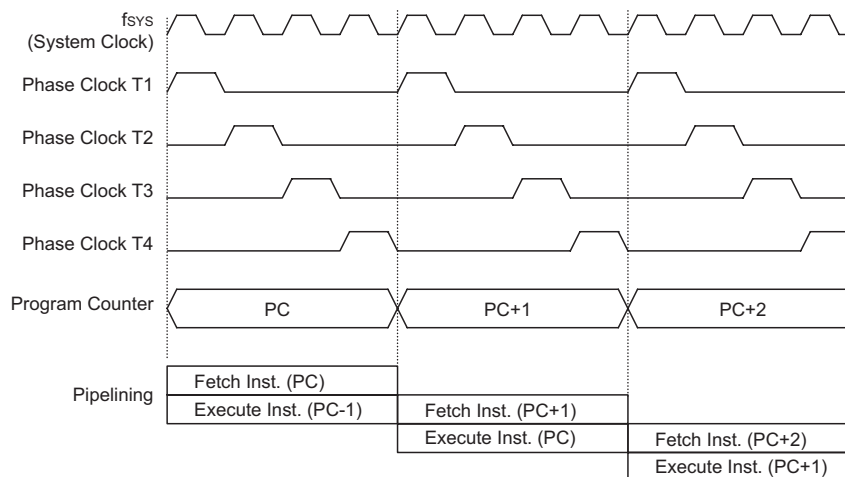 fSYS
(System Clock)
Phase Clock T1
Phase Clock T2
Phase Clock T3
Phase Clock T4
Program Counter
PC
PC+1
PC+2
Pipelining
Fetch Inst. (PC)
Execute Inst. (PC-1)
Fetch Inst. (PC+1)
Execute Inst. (PC)
Fetch Inst. (PC+2)
Execute Inst. (PC+1)